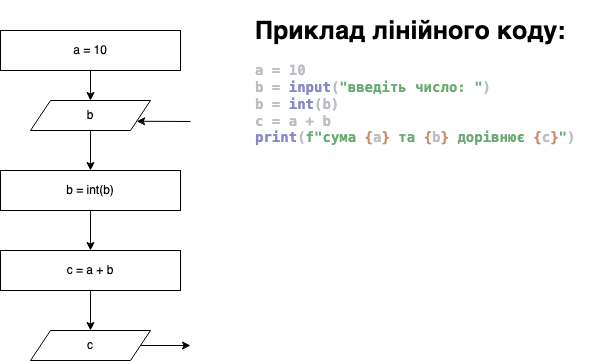 a = 10
b
b = int(b)
c = a + b
c
Приклад лінійного коду:
a = 10
b = input("введіть число: ")
b = int(b)
c = a + b
print(f"сума {a} та {b} дорівнює {c}")